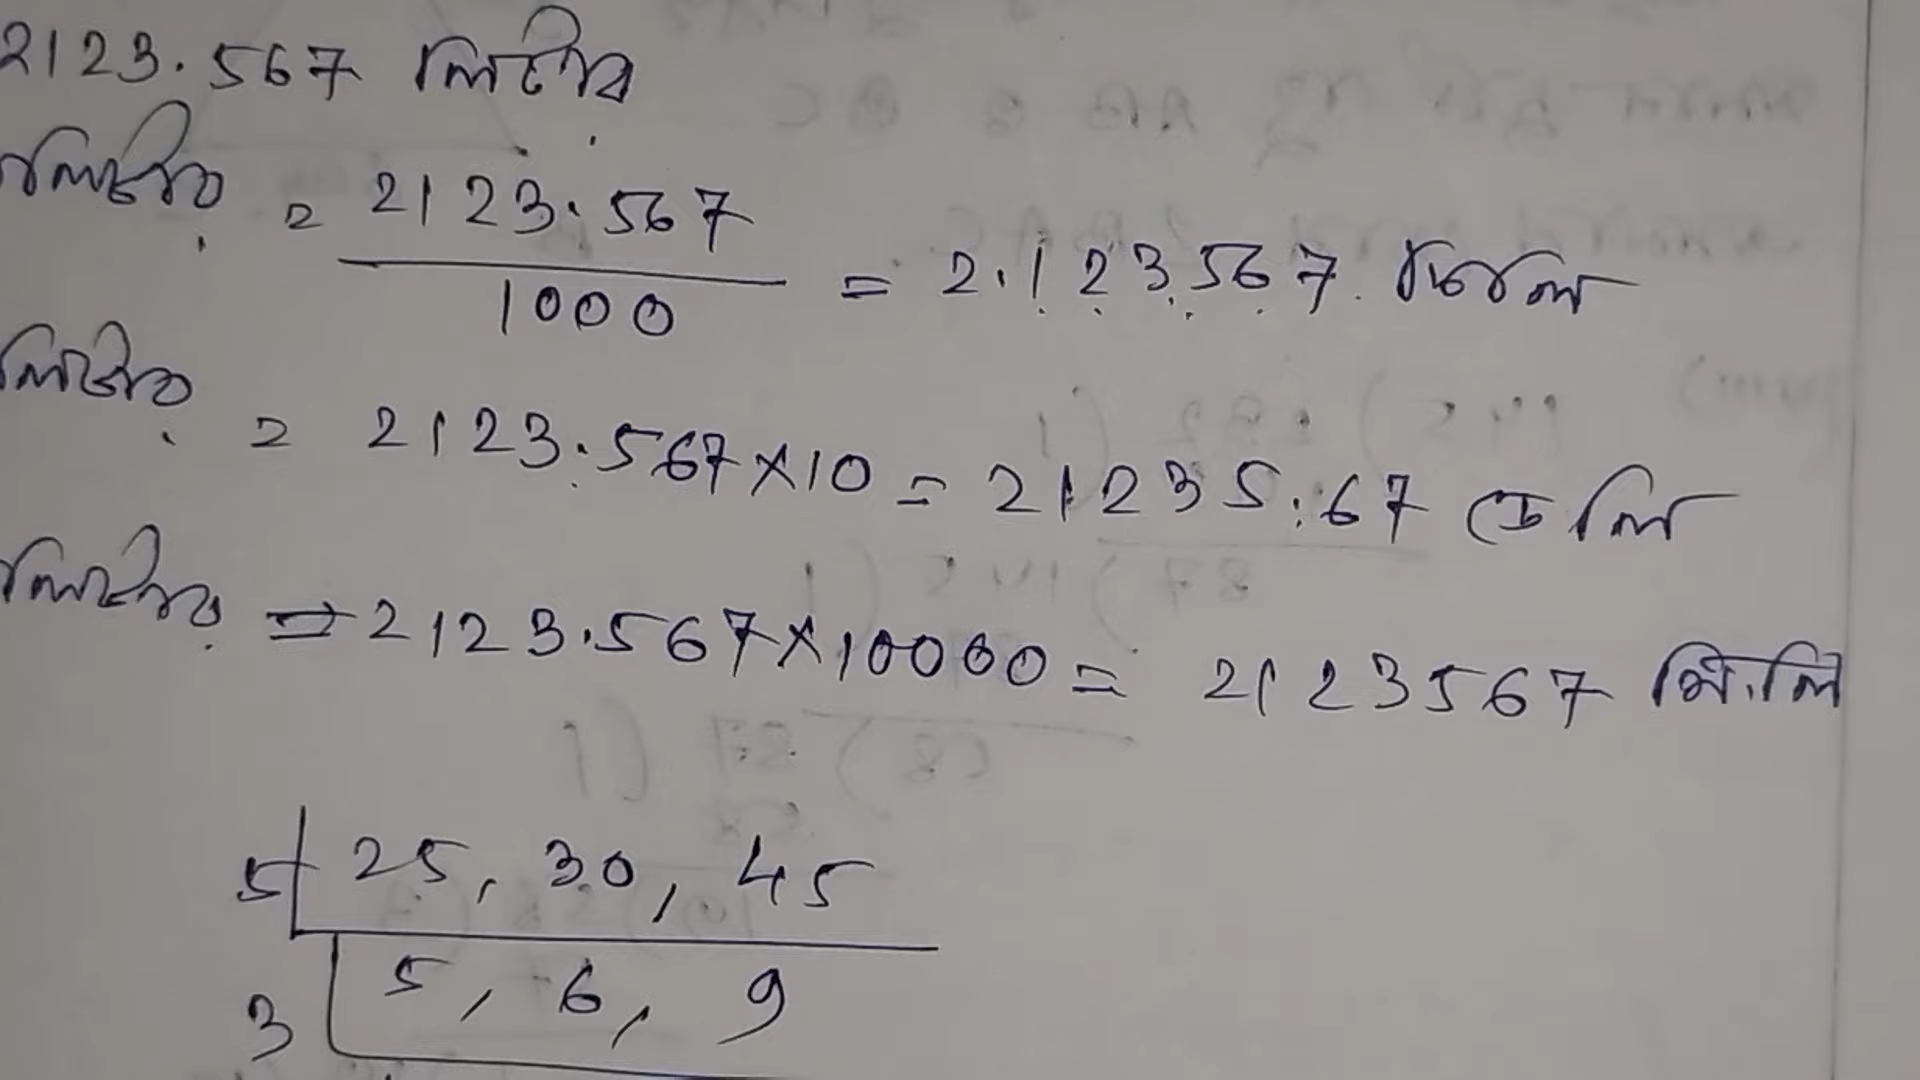 2123.567 লিটার
লিটার = 2123.567 / 1000 = 2.123567 কিলি
লিটার = 2123.567 × 10 = 21235.67 ডেলি
লিটার = 2123.567 × 10000 = 2123567 মি.লি
5 | 25, 30, 45
3 | 5, 6, 9